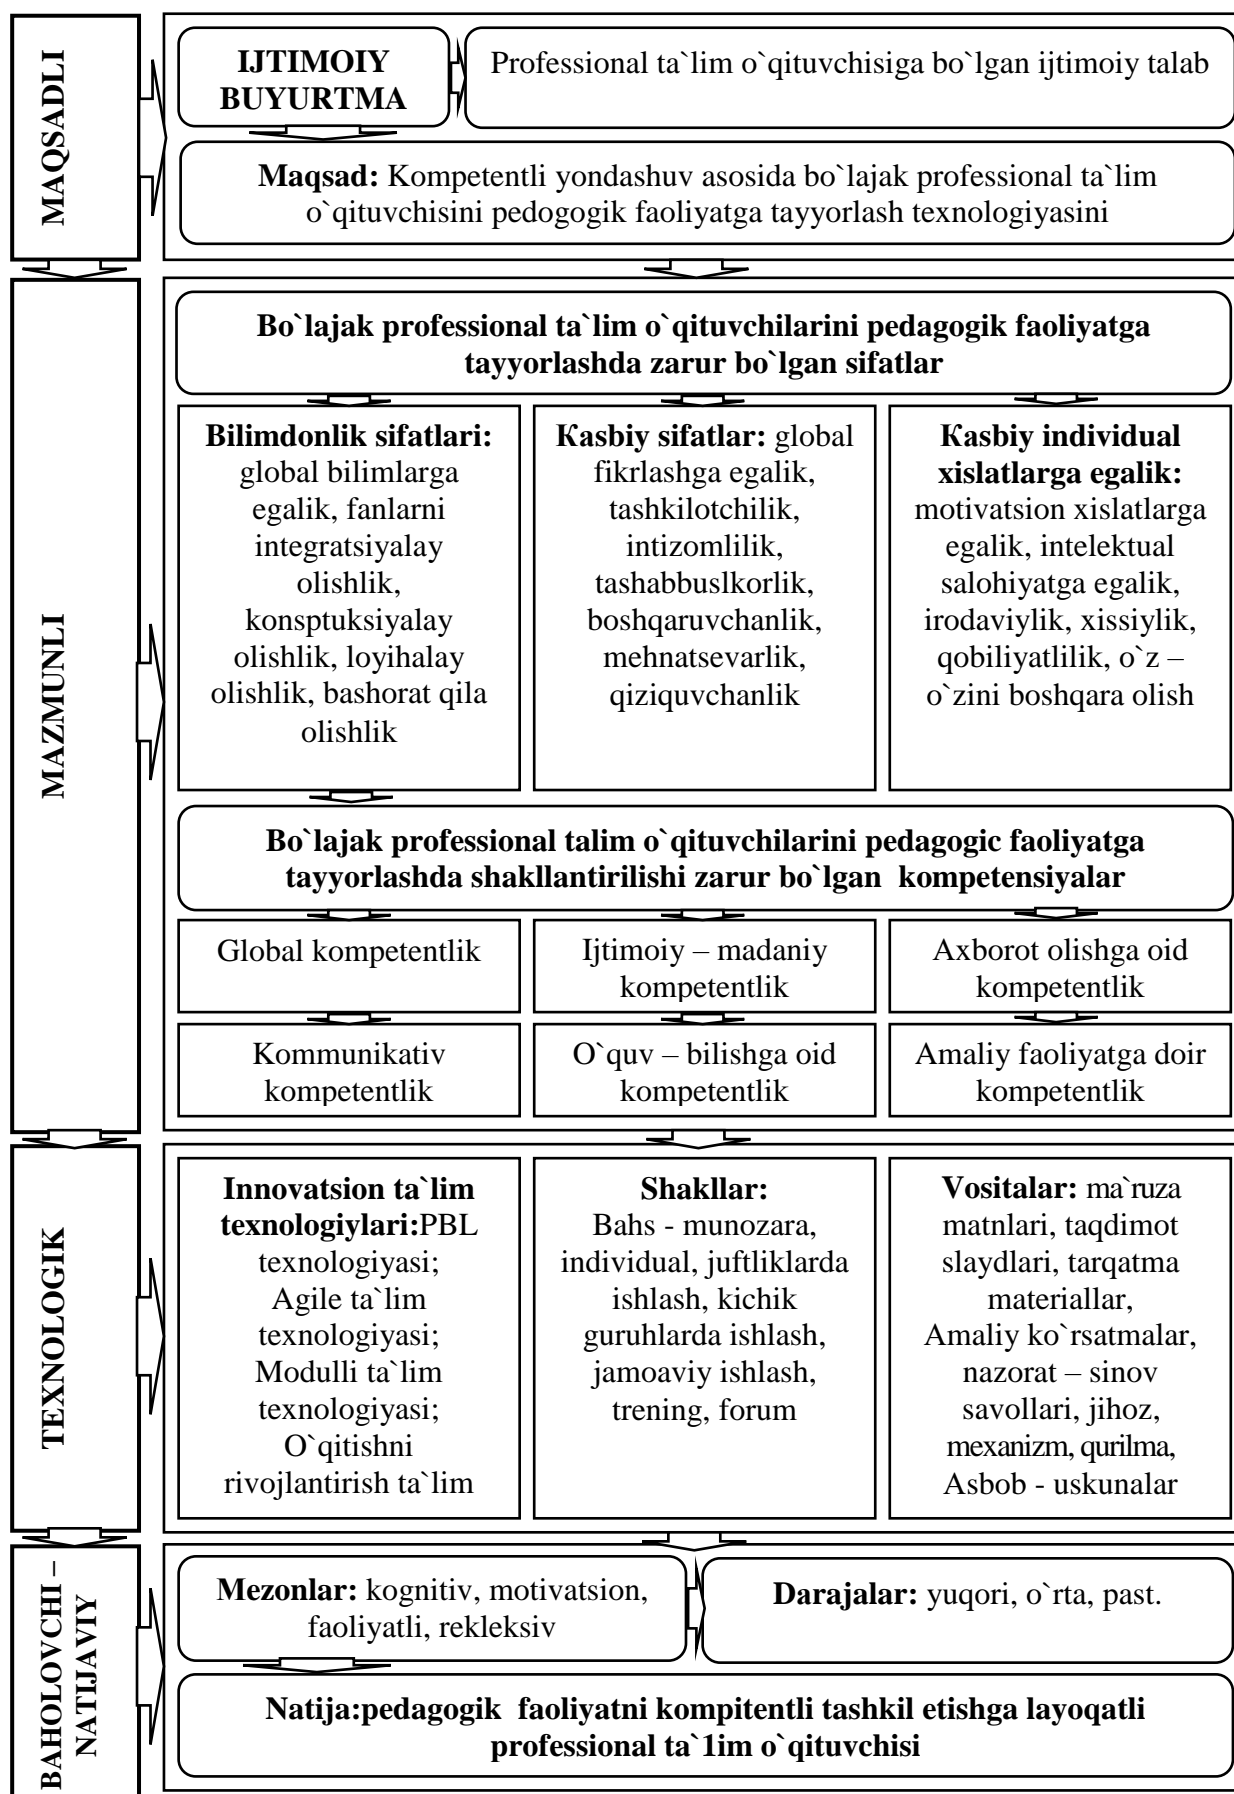 MAQSADLI
IJTIMOIY
BUYURTMA
Professional ta`lim o`qituvchisiga bo`lgan ijtimoiy talab
Maqsad: Kompetentli yondashuv asosida bo`lajak professional ta`lim
o`qituvchisini pedogogik faoliyatga tayyorlash texnologiyasini
MAZMUNLI
Bo`lajak professional ta`lim o`qituvchilarini pedagogik faoliyatga
tayyorlashda zarur bo`lgan sifatlar
Bilimdonlik sifatlari:
global bilimlarga
egalik, fanlarni
integratsiyalay
olishlik,
konsptuksiyalay
olishlik, loyihalay
olishlik, bashorat qila
olishlik
Kasbiy sifatlar: global
fikrlashga egalik,
tashkilotchilik,
intizomlilik,
tashabbuslkorlik,
boshqaruvchanlik,
mehnatsevarlik,
qiziquvchanlik
Kasbiy individual
xislatlarga egalik:
motivatsion xislatlarga
egalik, intelektual
salohiyatga egalik,
irodaviylik, xissiylik,
qobiliyatlilik, o`z –
o`zini boshqara olish
Bo`lajak professional talim o`qituvchilarini pedagogic faoliyatga
tayyorlashda shakllantirilishi zarur bo`lgan  kompetensiyalar
Global kompetentlik
Ijtimoiy – madaniy
kompetentlik
Axborot olishga oid
kompetentlik
Kommunikativ
kompetentlik
O`quv – bilishga oid
kompetentlik
Amaliy faoliyatga doir
kompetentlik
TEXNOLOGIK
Innovatsion ta`lim
texnologiylari:PBL
texnologiyasi;
Agile ta`lim
texnologiyasi;
Modulli ta`lim
texnologiyasi;
O`qitishni
rivojlantirish ta`lim
Shakllar:
Bahs - munozara,
individual, juftliklarda
ishlash, kichik
guruhlarda ishlash,
jamoaviy ishlash,
trening, forum
Vositalar: ma`ruza
matnlari, taqdimot
slaydlari, tarqatma
materiallar,
Amaliy ko`rsatmalar,
nazorat – sinov
savollari, jihoz,
mexanizm, qurilma,
Asbob - uskunalar
BAHOLOVCHI –
NATIJAVIY
Mezonlar: kognitiv, motivatsion,
faoliyatli, rekleksiv
Darajalar: yuqori, o`rta, past.
Natija:pedagogik  faoliyatni kompitentli tashkil etishga layoqatli
professional ta`1im o`qituvchisi